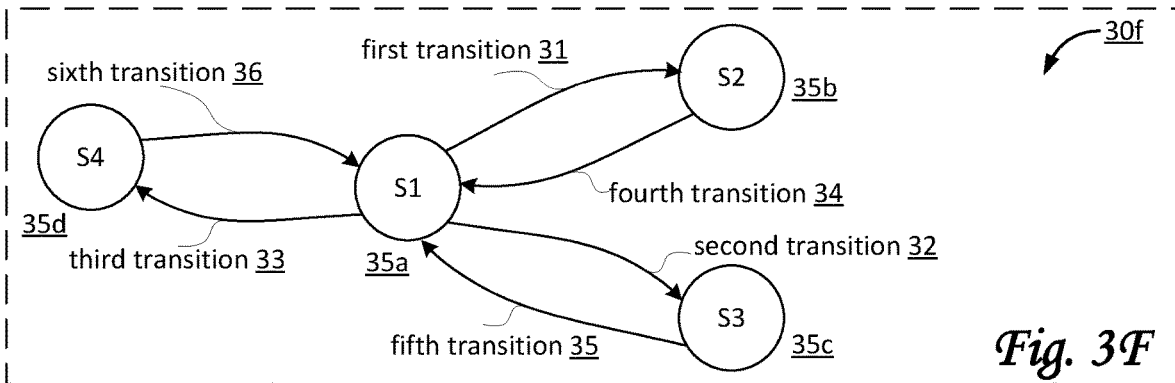 30f
first transition 31
sixth transition 36
S2
35b
S4
S1
fourth transition 34
35d
second transition 32
third transition 33
35a
S3
fifth transition 35
35c
Fig. 3F